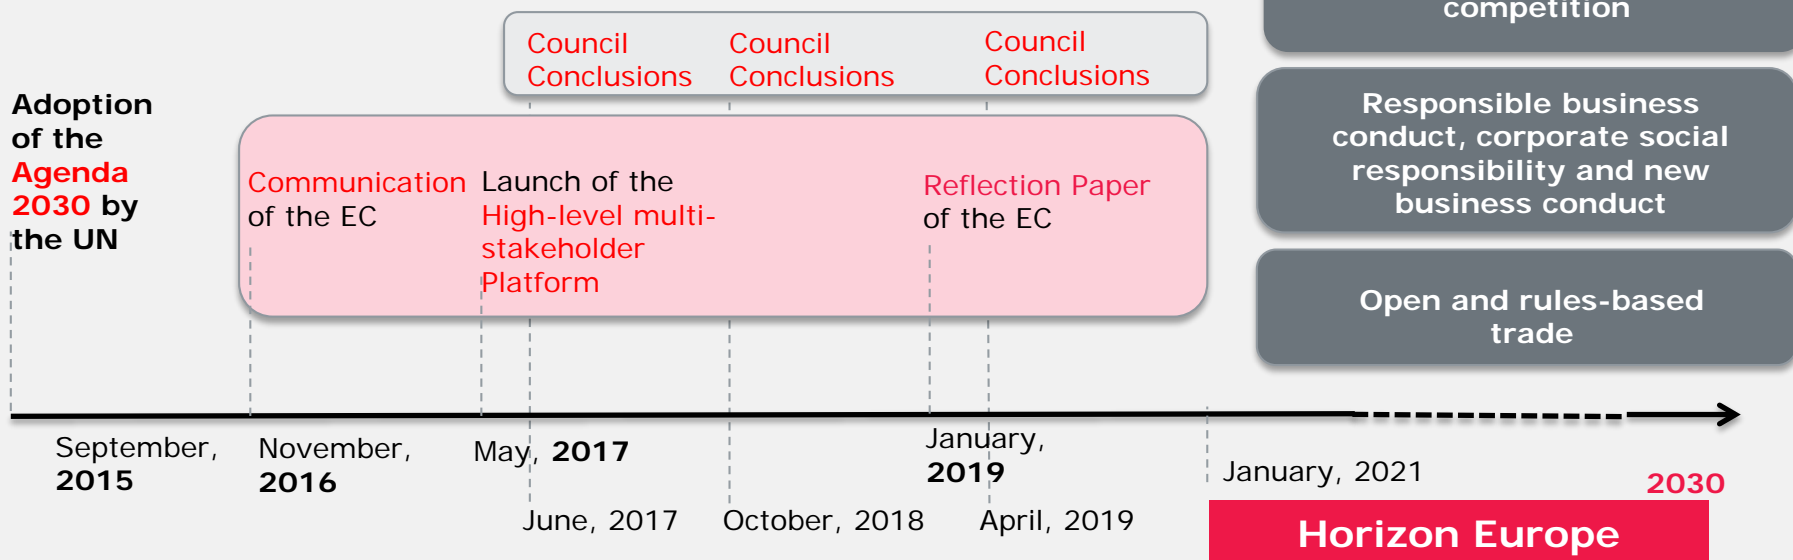 Council
Conclusions
Council
Conclusions
Council
Conclusions
Adoption
of the
Agenda
2030 by
the UN
Communication
of the EC
Launch of the
High-level multi-
stakeholder
Platform
Reflection Paper
of the EC
competition
Responsible business
conduct, corporate social
responsibility and new
business conduct
Open and rules-based
trade
September,
2015
November,
2016
May, 2017
January,
2019
January, 2021
2030
June, 2017
October, 2018
April, 2019
Horizon Europe